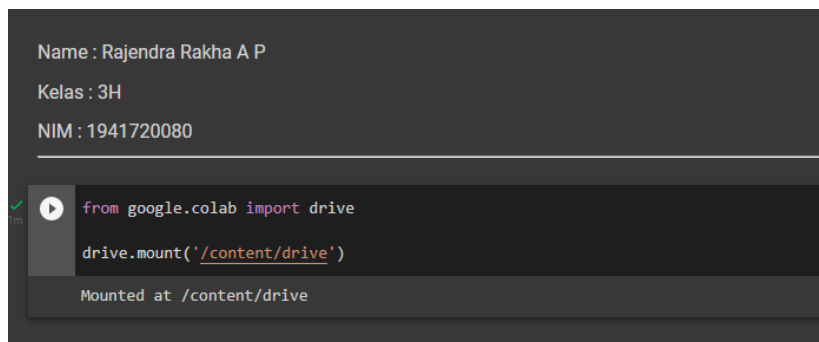 Name : Rajendra Rakha A P
Kelas : 3H
NIM : 1941720080
1m
from google.colab import drive
drive.mount('/content/drive')
Mounted at /content/drive